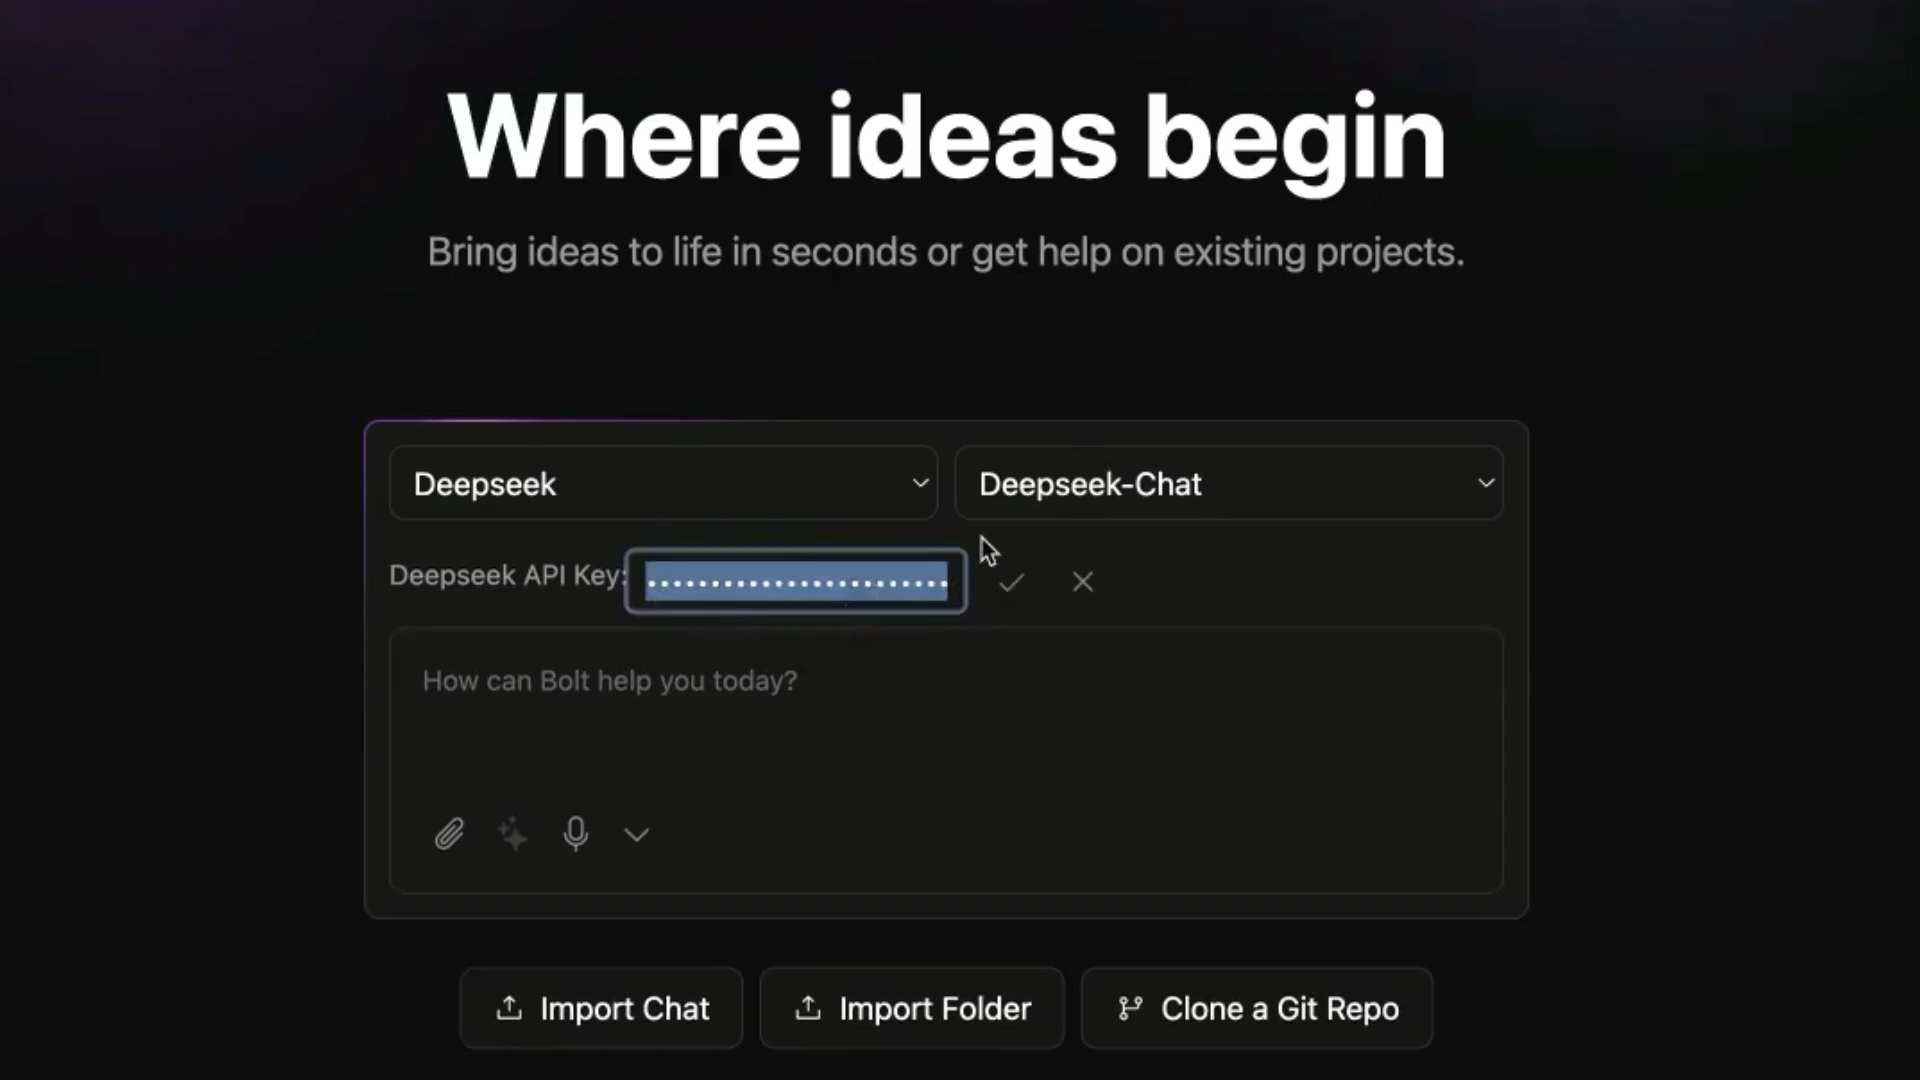 Where ideas begin
Bring ideas to life in seconds or get help on existing projects.
Deepseek
Deepseek-Chat
Deepseek API Key:
How can Bolt help you today?
Import Chat
Import Folder
Clone a Git Repo